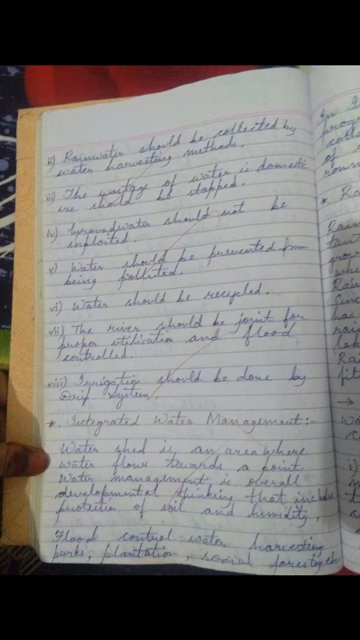 ii) Rainwater should be collected by
water harvesting methods.
iii) The wastage of water is domestic
use should be stopped.
iv) Groundwater should not be
exploited.
v) Water should be prevented from
being polluted.
vi) Water should be recycled.
vii) The river should be joint for
proper utilization and flood
controlled.
viii) Irrigation should be done by
Drip system.
* Integrated Water Management:-
Water shed is an area where
water flows towards a point
Water management is overall
developmental thinking that include
protection of soil and humidity,
Flood control water harvesting
parks, plantation, social forestry etc